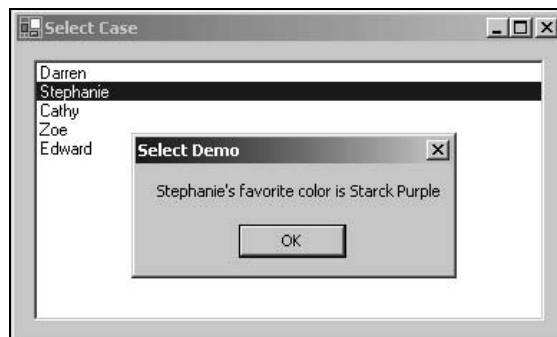 Select Case
Darren
Stephanie
Cathy
Zoe
Edward
Select Demo
Stephanie's favorite color is Starck Purple
OK